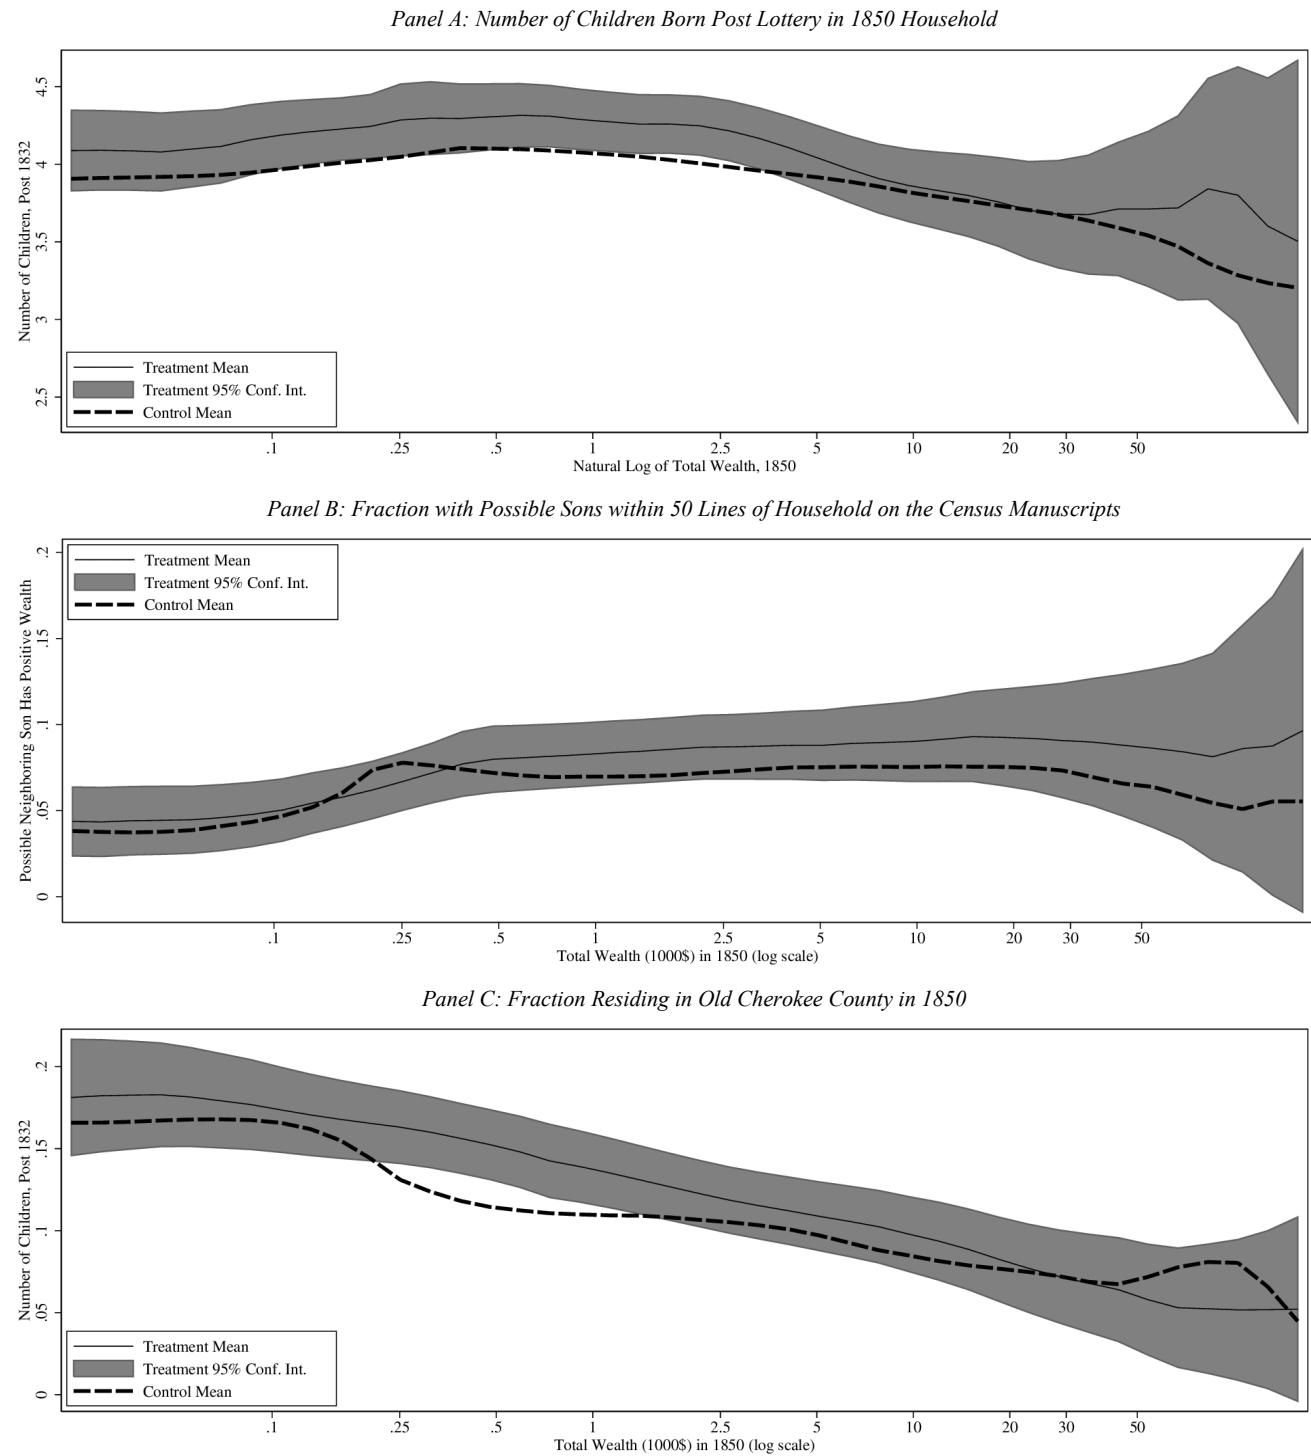 Panel A: Number of Children Born Post Lottery in 1850 Household
Number of Children, Post 1832
4.5
4
3.5
3
2.5
Treatment Mean
Treatment 95% Conf. Int.
Control Mean
.1 .25 .5 1 2.5 5 10 20 30 50
Natural Log of Total Wealth, 1850
Panel B: Fraction with Possible Sons within 50 Lines of Household on the Census Manuscripts
Possible Neighboring Son Has Positive Wealth
.2
.15
.1
.05
0
Treatment Mean
Treatment 95% Conf. Int.
Control Mean
.1 .25 .5 1 2.5 5 10 20 30 50
Total Wealth (1000$) in 1850 (log scale)
Panel C: Fraction Residing in Old Cherokee County in 1850
Number of Children, Post 1832
.2
.15
.1
.05
0
Treatment Mean
Treatment 95% Conf. Int.
Control Mean
.1 .25 .5 1 2.5 5 10 20 30 50
Total Wealth (1000$) in 1850 (log scale)